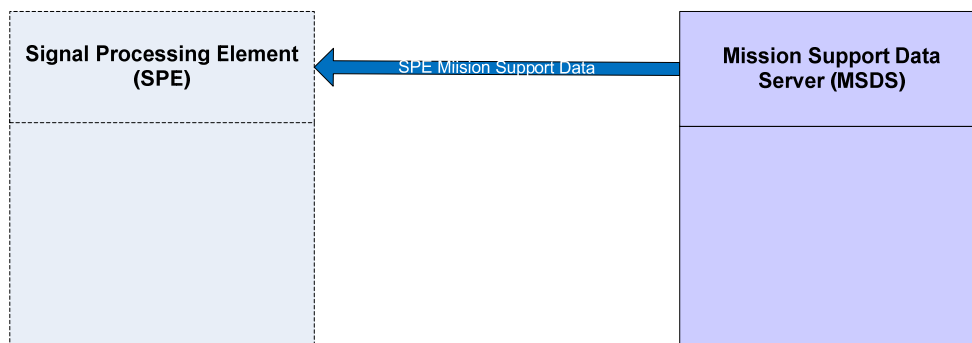 Signal Processing Element
(SPE)
SPE Miision Support Data
Mission Support Data
Server (MSDS)